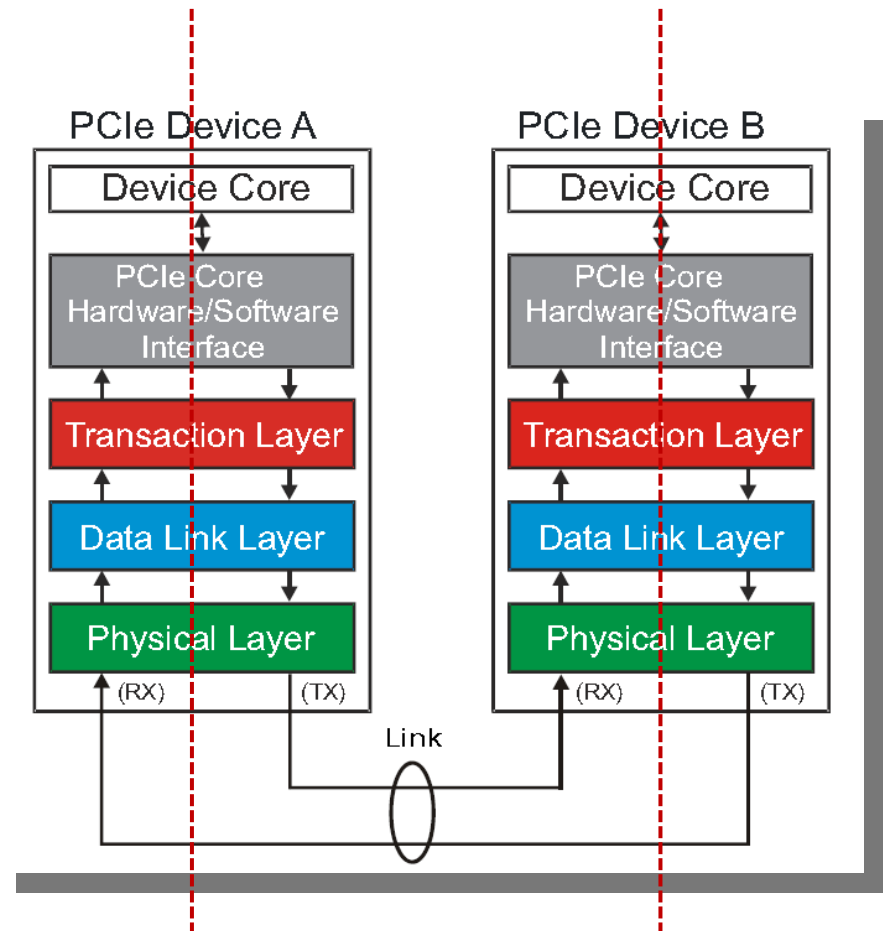 PCIe Device A
Device Core
PCIe Core
Hardware/Software
Interface
Transaction Layer
Data Link Layer
Physical Layer
(RX)
(TX)
PCIe Device B
Device Core
PCIe Core
Hardware/Software
Interface
Transaction Layer
Data Link Layer
Physical Layer
(RX)
(TX)
Link